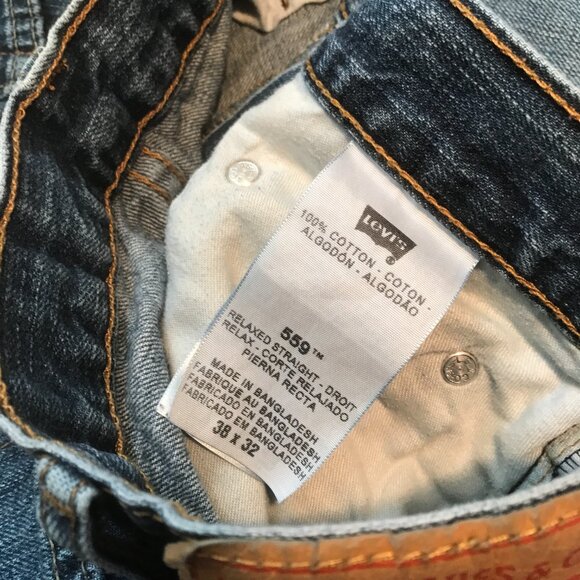 Levi's
®
100% COTTON - COTON -
ALGODÓN - ALGODÃO
559™
RELAXED STRAIGHT - DROIT
RELAX - CORTE RELAJADO
PIERNA RECTA
MADE IN BANGLADESH
FABRIQUE AU BANGLADESH
FABRICADO EN BANGLADESH
FABRICADO EM BANGLADESH
38 X 32